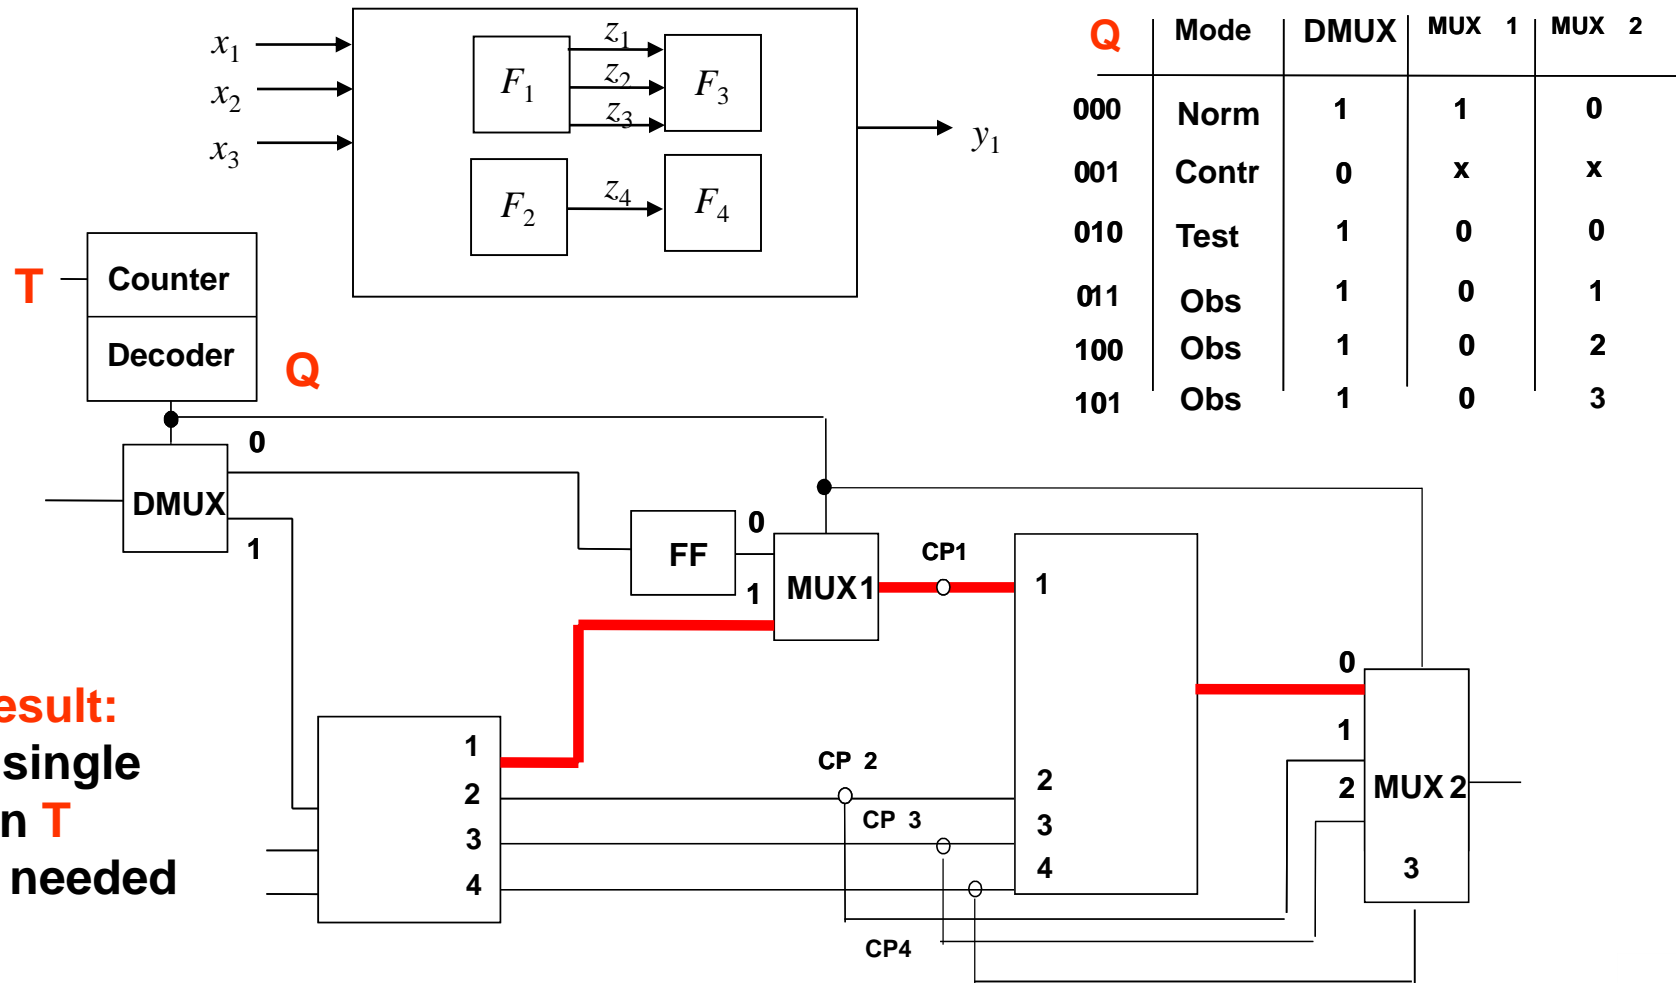 x1
x2
x3
F1
z1
z2
z3
F3
F2
z4
F4
y1
Q Mode DMUX MUX 1 MUX 2
000 Norm 1 1 0
001 Contr 0 x x
010 Test 1 0 0
011 Obs 1 0 1
100 Obs 1 0 2
101 Obs 1 0 3
T
Counter
Decoder
Q
DMUX
0
1
FF
0
1
MUX1
CP1
1
2
3
4
esult:
single
n T
needed
1
2
3
4
CP 2
CP 3
CP4
0
1
2
3
MUX2